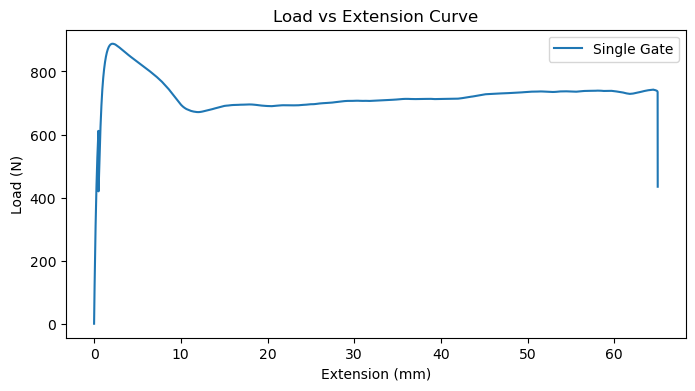 Load vs Extension Curve
Single Gate
800
600
400
200
0
Load (N)
0 10 20 30 40 50 60
Extension (mm)